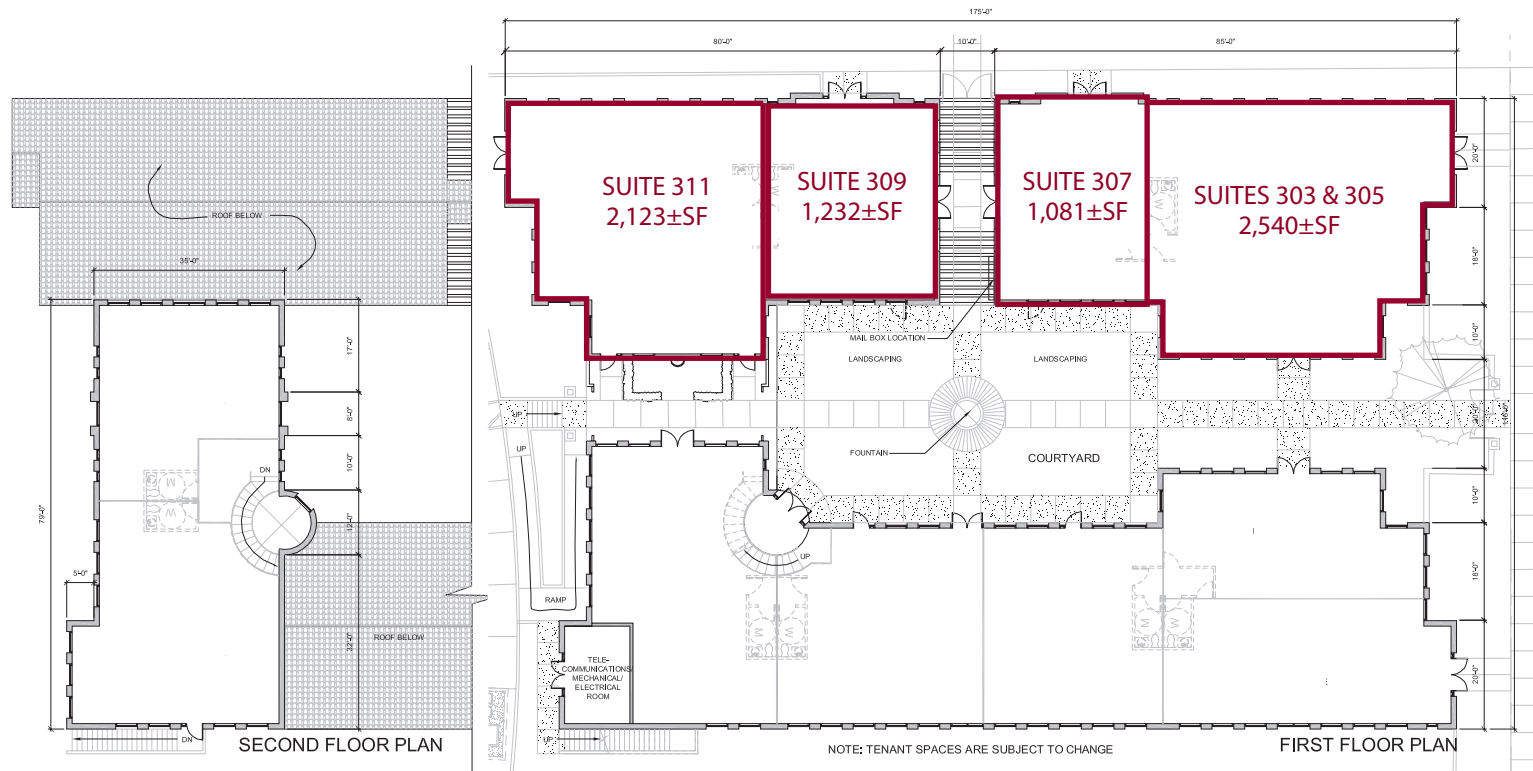 175'-0"
80'-0"
10'-0"
85'-0"
SUITE 311
2,123±SF
SUITE 309
1,232±SF
SUITE 307
1,081±SF
SUITES 303 & 305
2,540±SF
20'-0"
18'-0"
10'-0"
10'-0"
18'-0"
20'-0"
W
W
W
ROOF BELOW
35'-0"
17'-0"
8'-0"
10'-0"
12'-0"
32'-0"
79'-0"
5'-0"
DN
ROOF BELOW
DN
SECOND FLOOR PLAN
MAIL BOX LOCATION
LANDSCAPING
LANDSCAPING
UP
FOUNTAIN
COURTYARD
UP
UP
UP
RAMP
M
W
M
W
TELE-
COMMUNICATIONS/
MECHANICAL/
ELECTRICAL
ROOM
UP
NOTE: TENANT SPACES ARE SUBJECT TO CHANGE
FIRST FLOOR PLAN